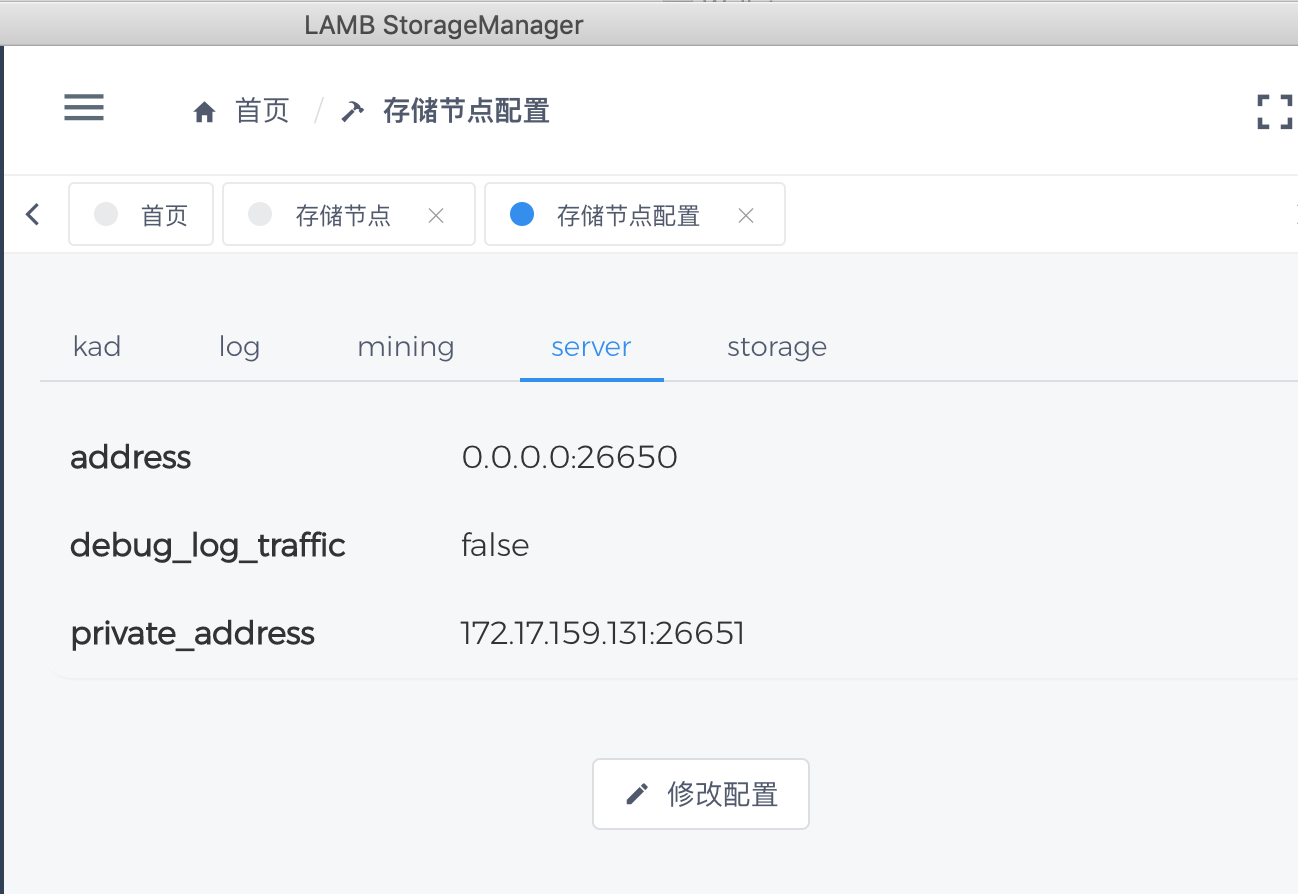 LAMB StorageManager
首页 / 存储节点配置
首页 存储节点 存储节点配置
kad log mining server storage
address 0.0.0.0:26650
debug_log_traffic false
private_address 172.17.159.131:26651
修改配置